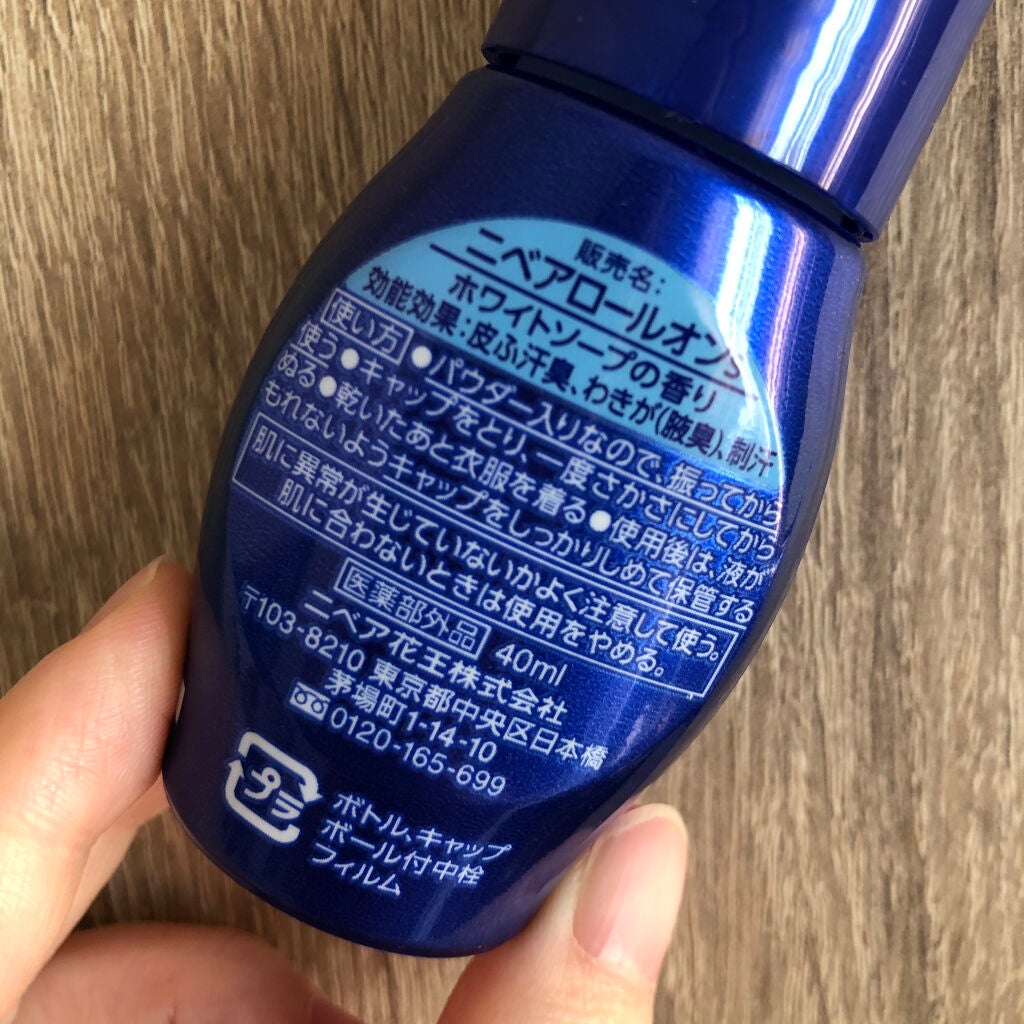 販売名:
ニベアロールオン
ホワイトソープの香り
効能効果:皮ふ汗臭、わきが(腋臭)、制汗
使い方 ●パウダー入りなので、振ってから
使う●キャップをとり、一度さかさにしてから
ぬる●乾いたあと衣服を着る●使用後は、液が
もれないようキャップをしっかりしめて保管する
肌に異常が生じていないかよく注意して使う。
肌に合わないときは使用をやめる。
医薬部外品 40ml
ニベア花王株式会社
〒103-8210 東京都中央区日本橋
茅場町1-14-10
0120-165-699
プラ
ボトル、キャップ
ボール付中栓
フィルム